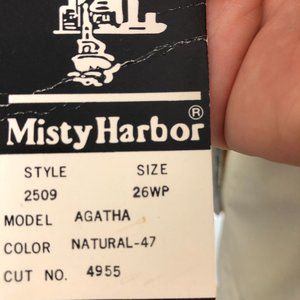 Misty Harbor®
STYLE SIZE
2509 26WP
MODEL AGATHA
COLOR NATURAL-47
CUT NO. 4955